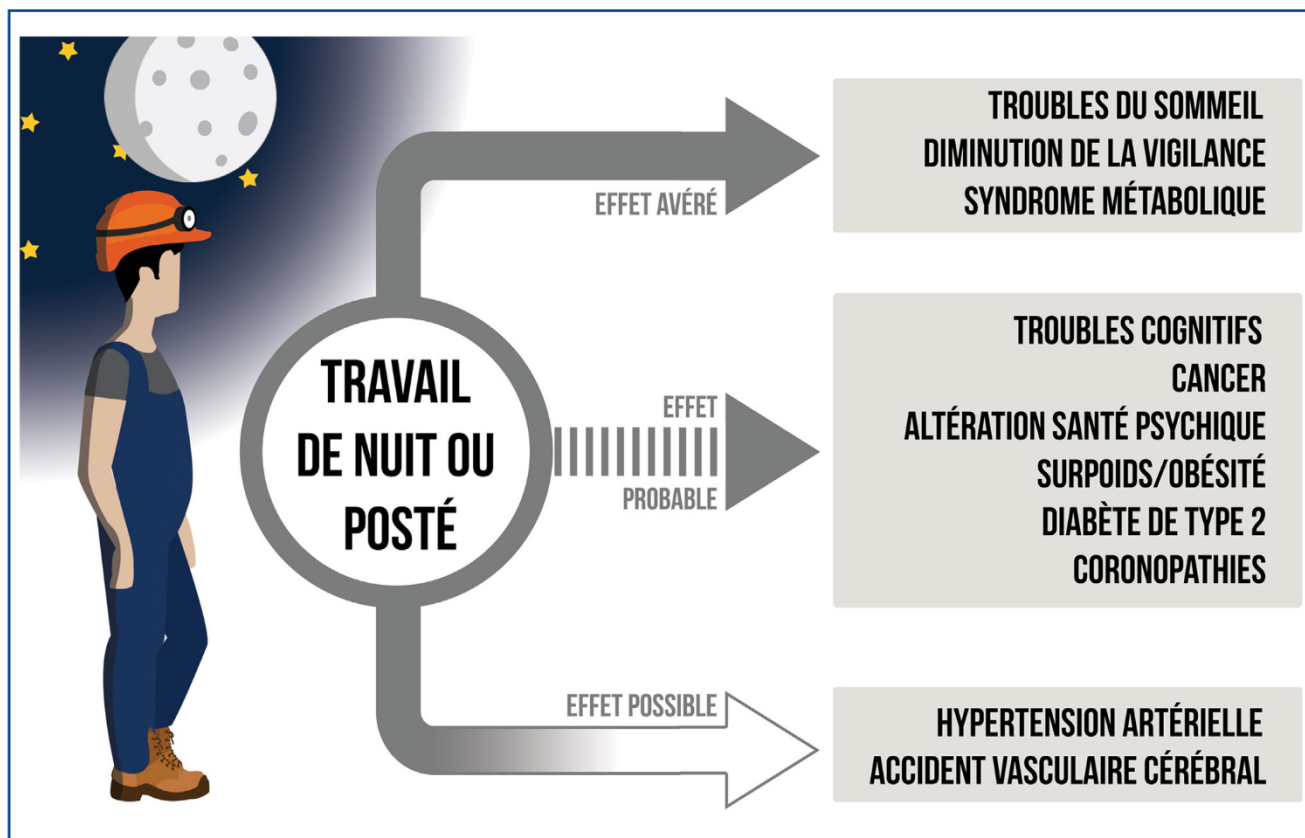 TRAVAIL
DE NUIT OU
POSTÉ
EFFET AVÉRÉ
TROUBLES DU SOMMEIL
DIMINUTION DE LA VIGILANCE
SYNDROME MÉTABOLIQUE
EFFET
PROBABLE
TROUBLES COGNITIFS
CANCER
ALTÉRATION SANTÉ PSYCHIQUE
SURPOIDS/OBÉSITÉ
DIABÈTE DE TYPE 2
CORONOPATHIES
EFFET POSSIBLE
HYPERTENSION ARTÉRIELLE
ACCIDENT VASCULAIRE CÉRÉBRAL